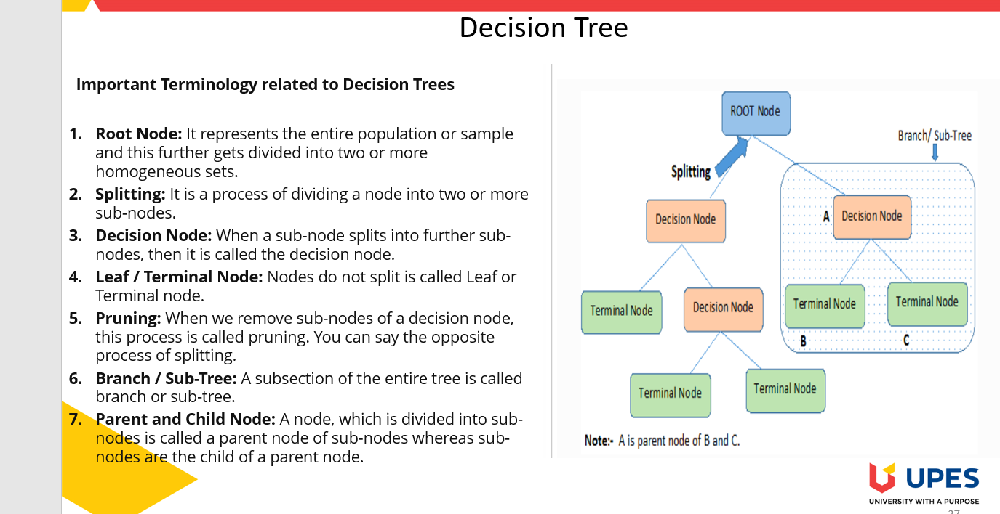 Decision Tree
Important Terminology related to Decision Trees
1. Root Node: It represents the entire population or sample
and this further gets divided into two or more
homogeneous sets.
2. Splitting: It is a process of dividing a node into two or more
sub-nodes.
3. Decision Node: When a sub-node splits into further sub-
nodes, then it is called the decision node.
4. Leaf / Terminal Node: Nodes do not split is called Leaf or
Terminal node.
5. Pruning: When we remove sub-nodes of a decision node,
this process is called pruning. You can say the opposite
process of splitting.
6. Branch / Sub-Tree: A subsection of the entire tree is called
branch or sub-tree.
7. Parent and Child Node: A node, which is divided into sub-
nodes is called a parent node of sub-nodes whereas sub-
nodes are the child of a parent node.
ROOT Node
Branch/ Sub-Tree
Splitting
Decision Node
A
Decision Node
Terminal Node
Decision Node
Terminal Node
Terminal Node
B
C
Terminal Node
Terminal Node
Note:- A is parent node of B and C.
UPES
UNIVERSITY WITH A PURPOSE